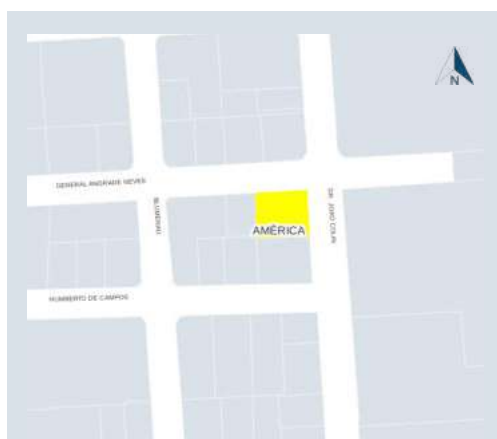 N
GENERAL ANDRADE NEVES
BLUMENAU
DR. JOÃO COLIN
AMÉRICA
HUMBERTO DE CAMPOS